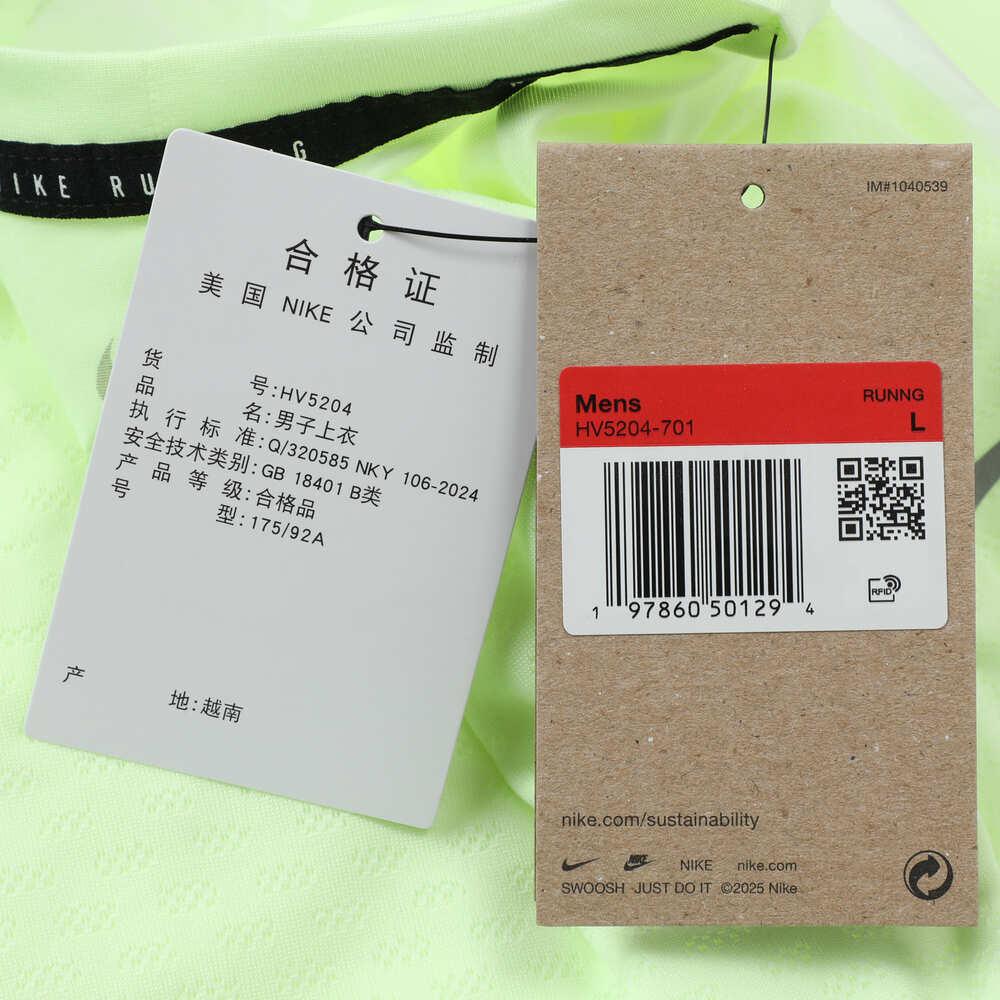 IKE RU G
合格证
美国 NIKE 公司监制
货 号:HV5204
品 名:男子上衣
执行标准:Q/320585 NKY 106-2024
安全技术类别:GB 18401 B类
产品等级:合格品
号 型:175/92A
产 地:越南
IM#1040539
Mens RUNNG
HV5204-701 L
RFID
1 97860 50129 4
nike.com/sustainability
NIKE NIKE nike.com
SWOOSH JUST DO IT ©2025 Nike